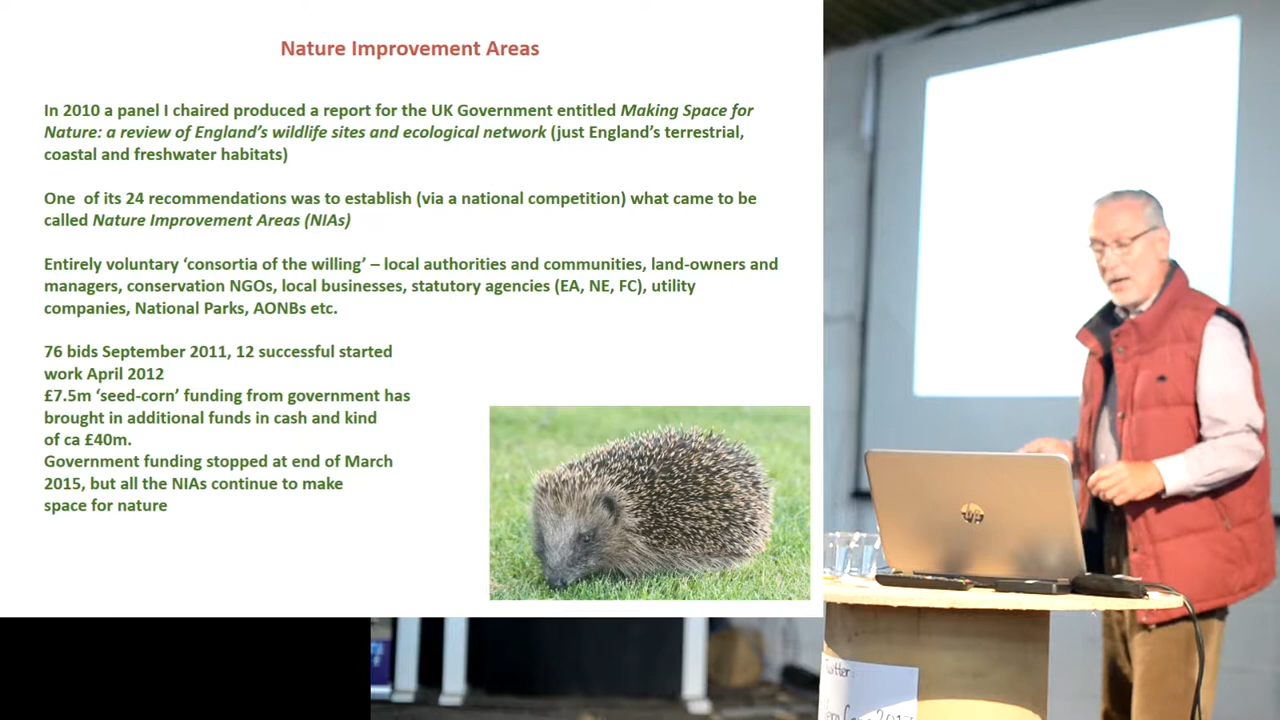 Nature Improvement Areas
In 2010 a panel I chaired produced a report for the UK Government entitled Making Space for
Nature: a review of England's wildlife sites and ecological network (just England's terrestrial,
coastal and freshwater habitats)
One of its 24 recommendations was to establish (via a national competition) what came to be
called Nature Improvement Areas (NIAs)
Entirely voluntary 'consortia of the willing' – local authorities and communities, land-owners and
managers, conservation NGOs, local businesses, statutory agencies (EA, NE, FC), utility
companies, National Parks, AONBs etc.
76 bids September 2011, 12 successful started
work April 2012
£7.5m 'seed-corn' funding from government has
brought in additional funds in cash and kind
of ca £40m.
Government funding stopped at end of March
2015, but all the NIAs continue to make
space for nature
hp